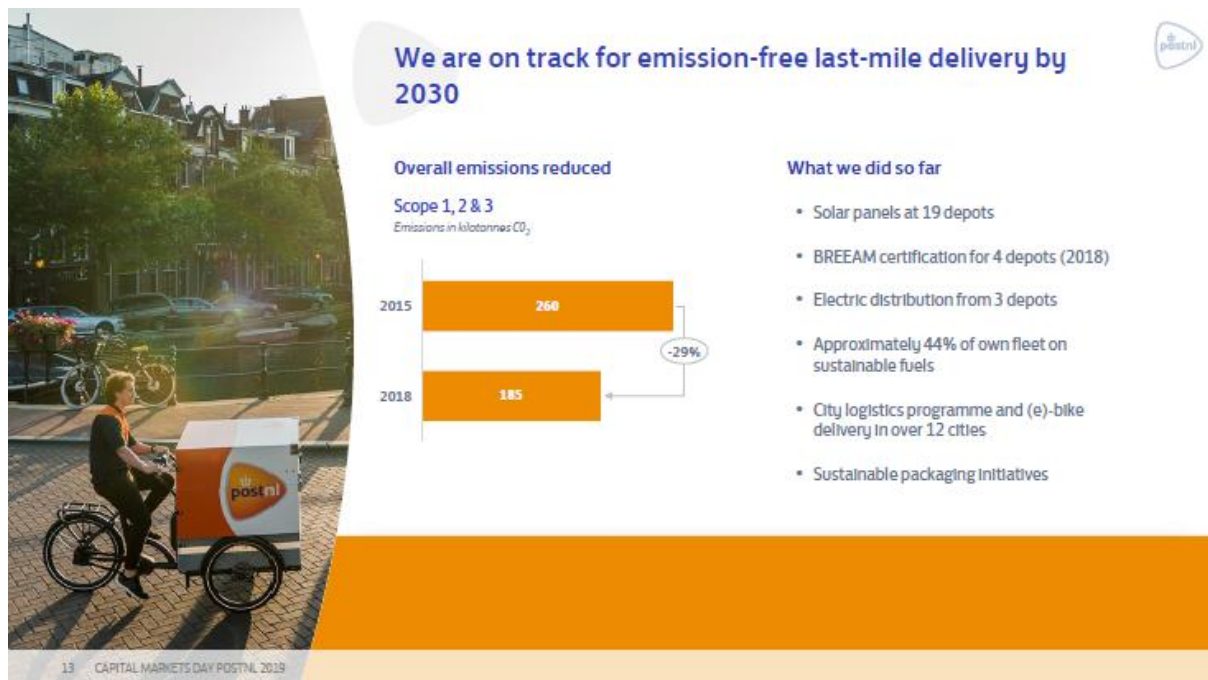 We are on track for emission-free last-mile delivery by
2030
postnl
Overall emissions reduced
Scope 1, 2 & 3
Emissions in kilotonnes CO₂
2015
260
-29%
2018
185
What we did so far
• Solar panels at 19 depots
• BREEAM certification for 4 depots (2018)
• Electric distribution from 3 depots
• Approximately 44% of own fleet on
sustainable fuels
• City logistics programme and (e)-bike
delivery in over 12 cities
• Sustainable packaging initiatives
postnl
13 CAPITAL MARKETS DAY POSTNL 2019